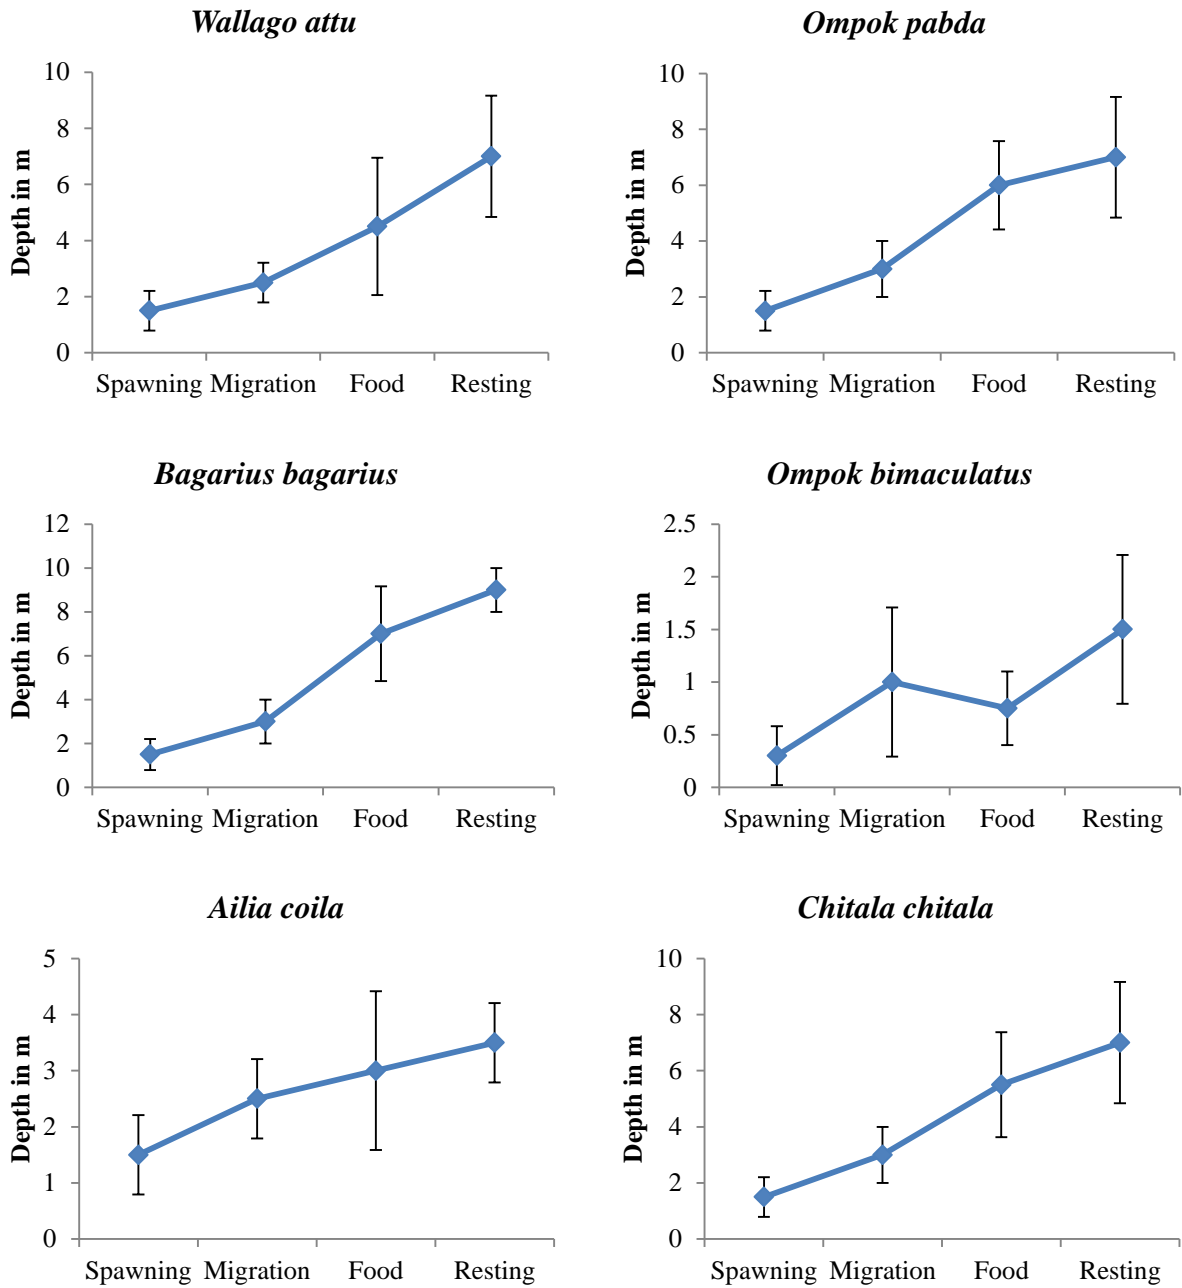 Wallago attu
Depth in m
10
8
6
4
2
0
Spawning Migration Food Resting
Ompok pabda
Depth in m
10
8
6
4
2
0
Spawning Migration Food Resting
Bagarius bagarius
Depth in m
12
10
8
6
4
2
0
Spawning Migration Food Resting
Ompok bimaculatus
Depth in m
2.5
2
1.5
1
0.5
0
Spawning Migration Food Resting
Ailia coila
Depth in m
5
4
3
2
1
0
Spawning Migration Food Resting
Chitala chitala
Depth in m
10
8
6
4
2
0
Spawning Migration Food Resting